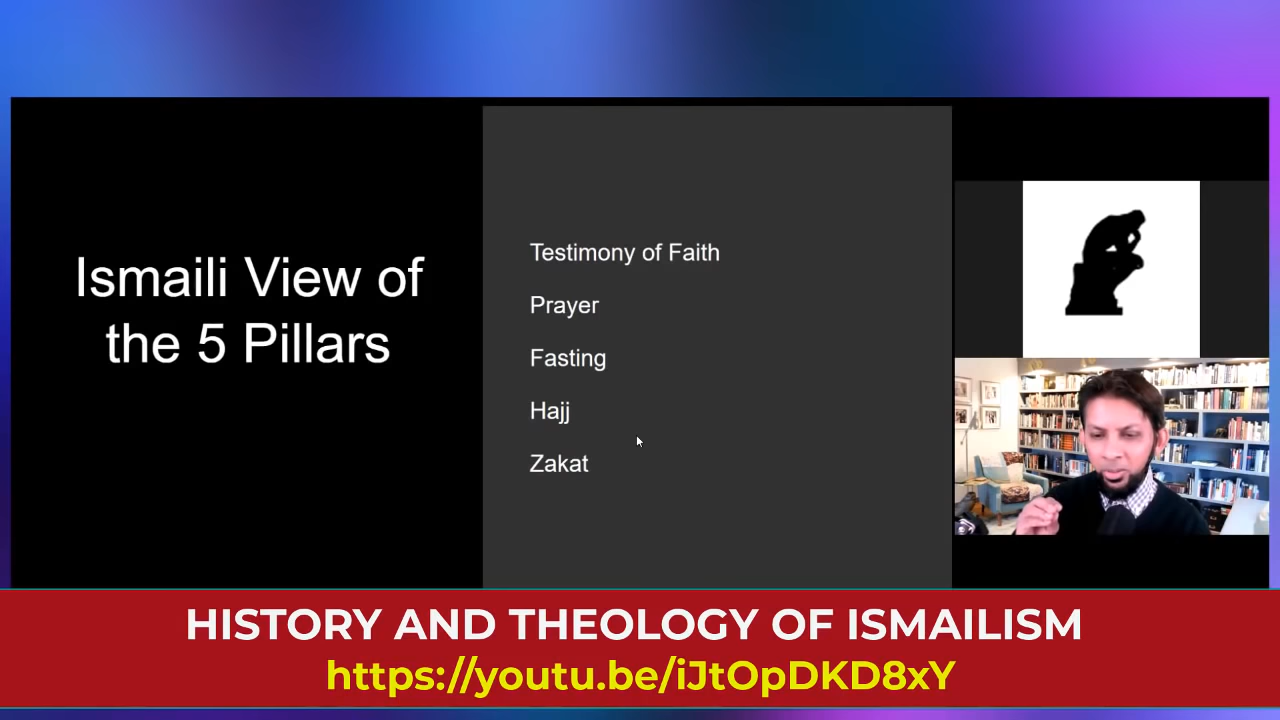 Ismaili View of
the 5 Pillars
Testimony of Faith
Prayer
Fasting
Hajj
Zakat
HISTORY AND THEOLOGY OF ISMAILISM
https://youtu.be/iJtOpDKD8xY